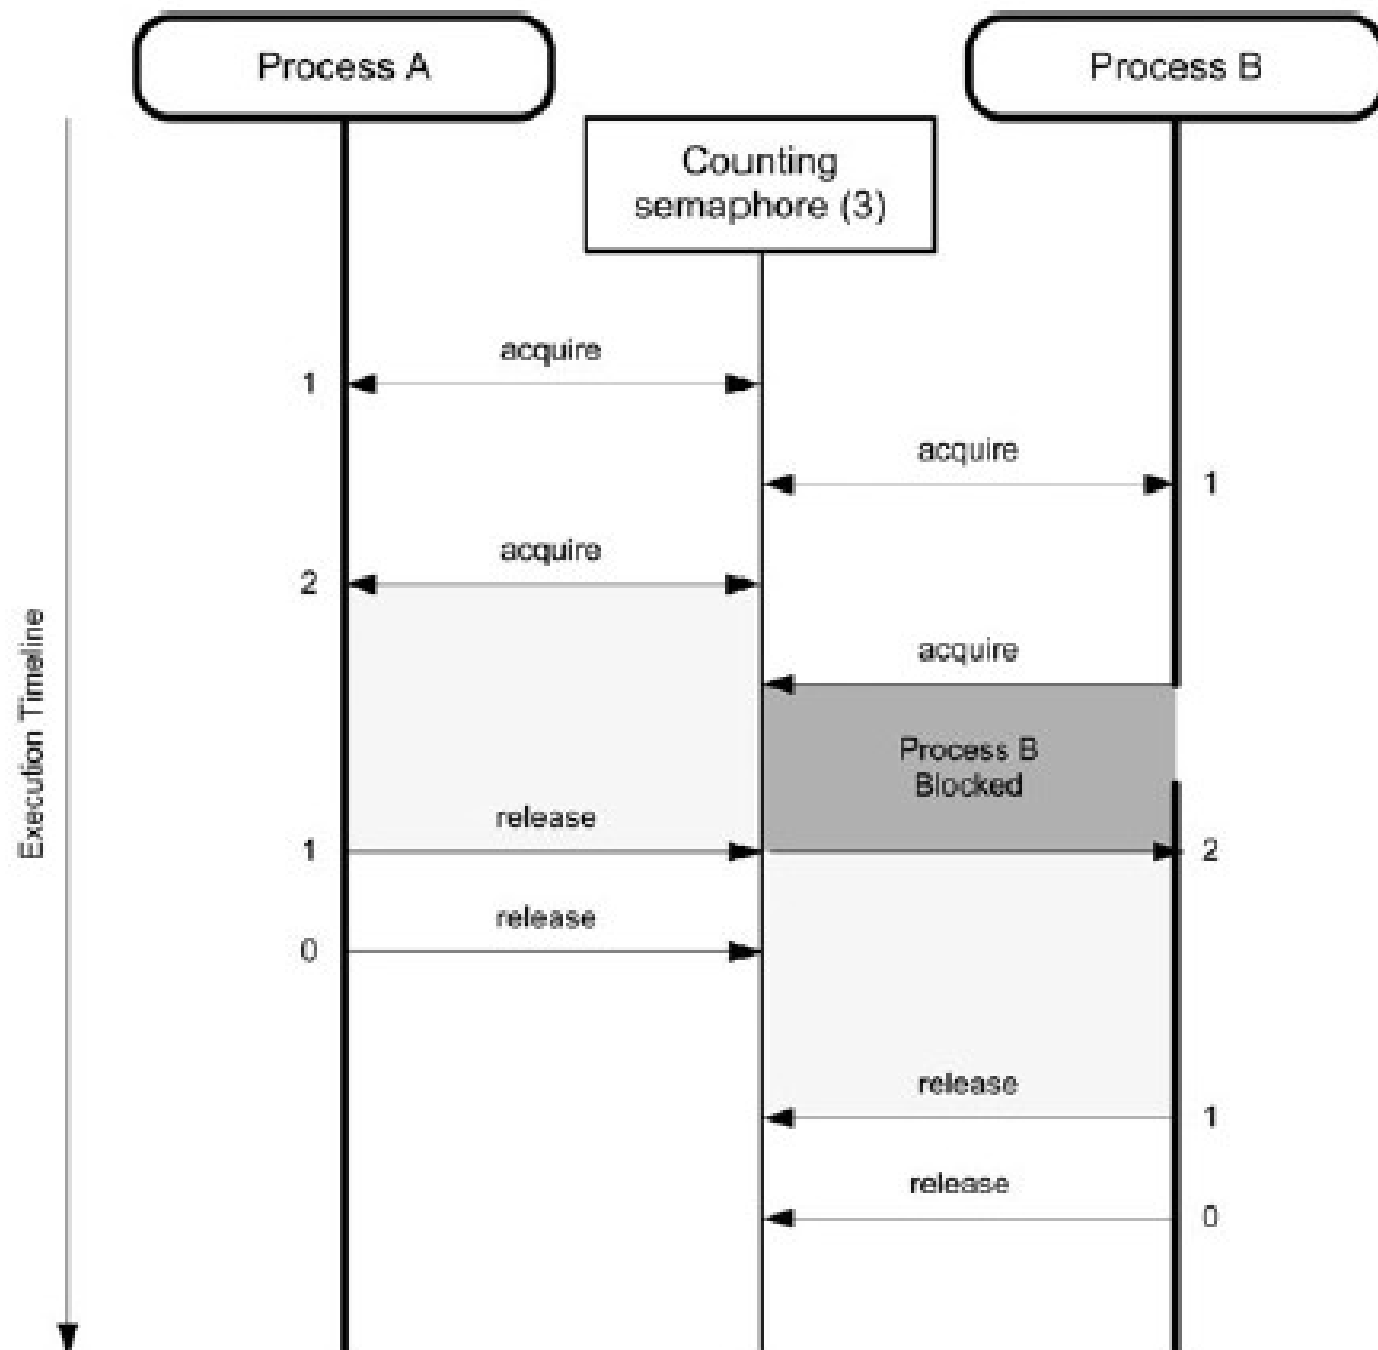 Process A
Process B
Counting
semaphore (3)
acquire
1
acquire
1
acquire
2
acquire
Process B
Blocked
release
1
2
release
0
release
1
release
0
Execution Timeline